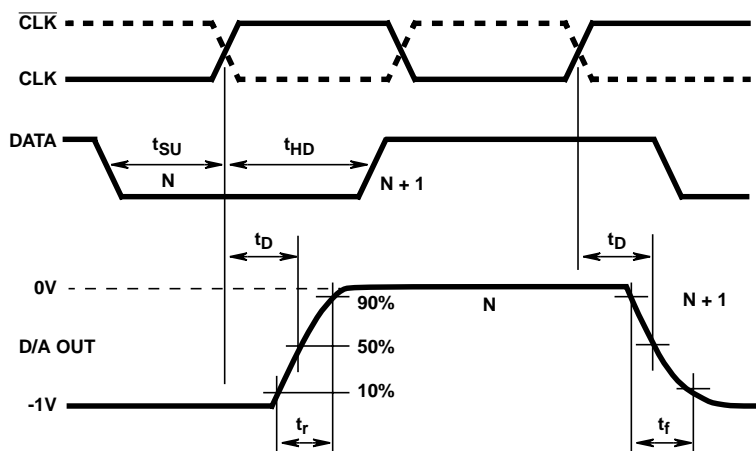 CLK
CLK
DATA
tSU
tHD
N
N + 1
tD
tD
0V
90%
N
N + 1
D/A OUT
50%
10%
-1V
tr
tf